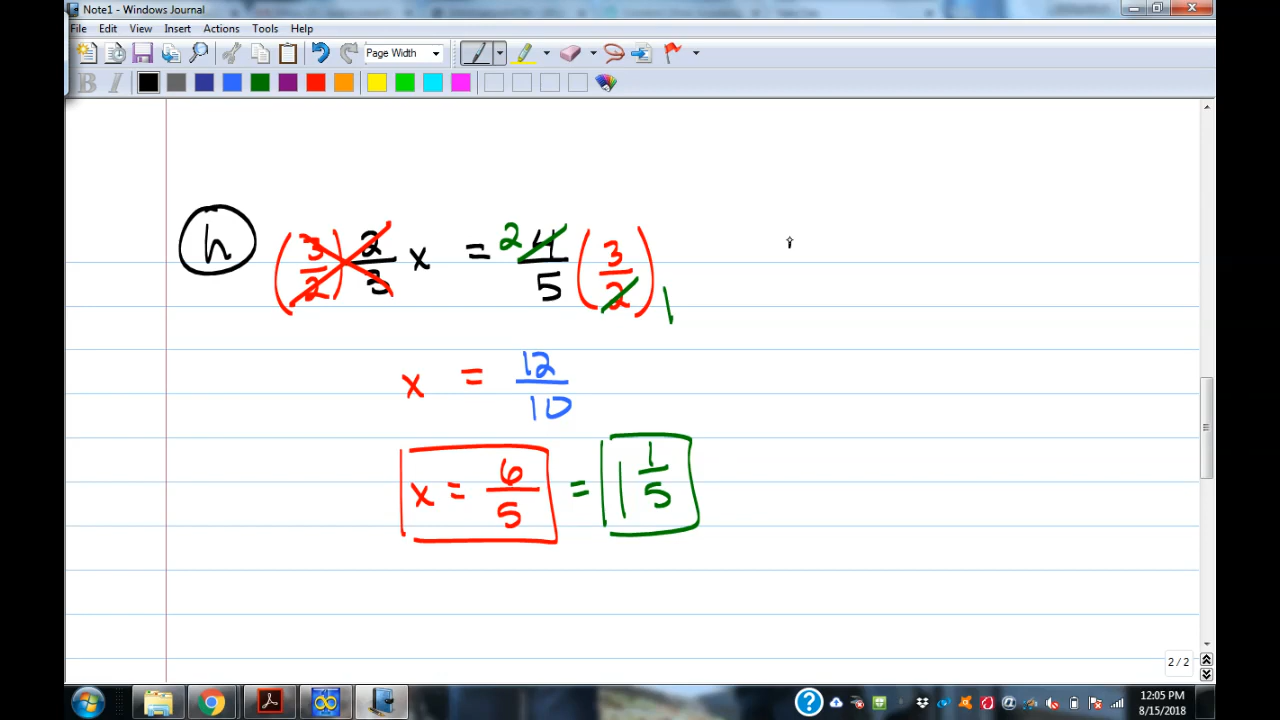 Note1 - Windows Journal
File Edit View Insert Actions Tools Help
Page Width
B I
h (3/2) 2/3 x = 2 4/5 (3/2) 1
x = 12/10
x = 6/5 = 1 1/5
2 / 2
12:05 PM
8/15/2018